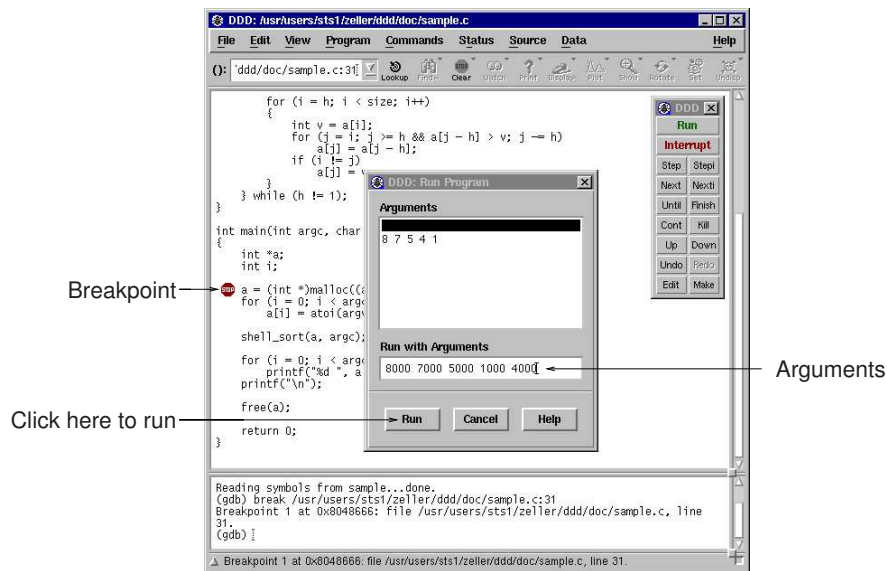 DDD: /usr/users/sts1/zeller/ddd/doc/sample.c
File Edit View Program Commands Status Source Data Help
(): 'ddd/doc/sample.c:31
Lookup Find» Clear Watch Print Display Plot Show Rotate Set Undisp
for (i = h; i < size; i++)
{
int v = a[i];
for (j = i; j >= h && a[j - h] > v; j -= h)
a[j] = a[j - h];
if (i != j)
a[j] = v
}
} while (h != 1);
}
int main(int argc, char
{
int *a;
int i;
a = (int *)malloc((a
for (i = 0; i < argc
a[i] = atoi(argv
shell_sort(a, argc);
for (i = 0; i < argc
printf("%d ", a
printf("\n");
free(a);
return 0;
}
DDD
Run
Interrupt
Step Stepi
Next Nexti
Until Finish
Cont Kill
Up Down
Undo Redo
Edit Make
DDD: Run Program
Arguments
8 7 5 4 1
Run with Arguments
8000 7000 5000 1000 4000
Run Cancel Help
Breakpoint
STOP
Arguments
Click here to run
Reading symbols from sample...done.
(gdb) break /usr/users/sts1/zeller/ddd/doc/sample.c:31
Breakpoint 1 at 0x8048666: file /usr/users/sts1/zeller/ddd/doc/sample.c, line
31.
(gdb)
Breakpoint 1 at 0x8048666: file /usr/users/sts1/zeller/ddd/doc/sample.c, line 31.